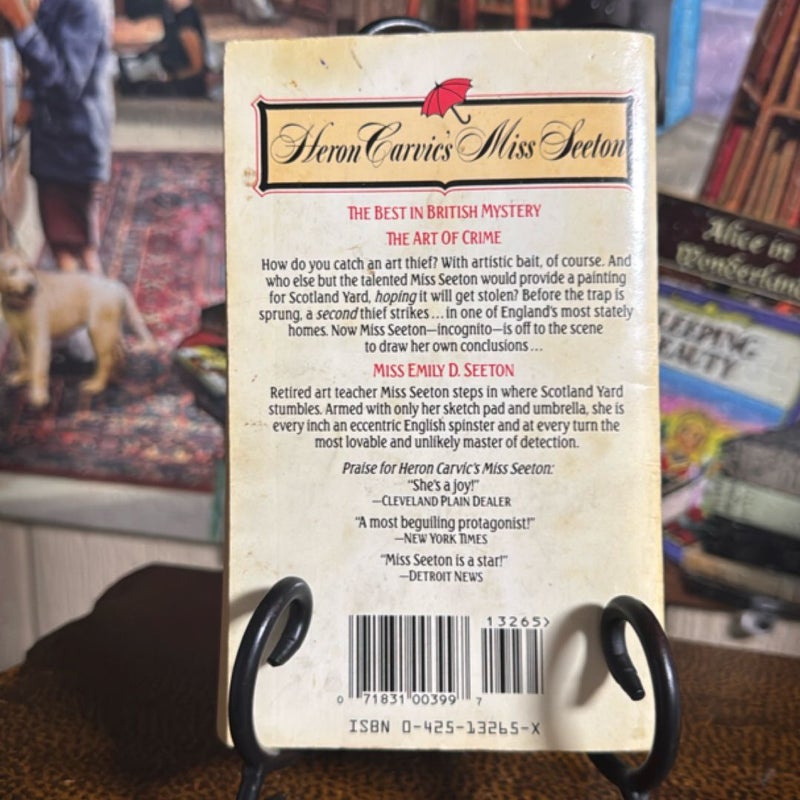 Heron Carvic's Miss Seeton
THE BEST IN BRITISH MYSTERY
THE ART OF CRIME
How do you catch an art thief? With artistic bait, of course. And
who else but the talented Miss Seeton would provide a painting
for Scotland Yard, hoping it will get stolen? Before the trap is
sprung, a second thief strikes...in one of England's most stately
homes. Now Miss Seeton—incognito—is off to the scene
to draw her own conclusions...
MISS EMILY D. SEETON
Retired art teacher Miss Seeton steps in where Scotland Yard
stumbles. Armed with only her sketch pad and umbrella, she is
every inch an eccentric English spinster and at every turn the
most lovable and unlikely master of detection.
Praise for Heron Carvic's Miss Seeton:
"She's a joy!"
—CLEVELAND PLAIN DEALER
"A most beguiling protagonist!"
—NEW YORK TIMES
"Miss Seeton is a star!"
—DETROIT NEWS
13265>
0 71831 00399 7
ISBN 0-425-13265-X
Alice in
Wonderland